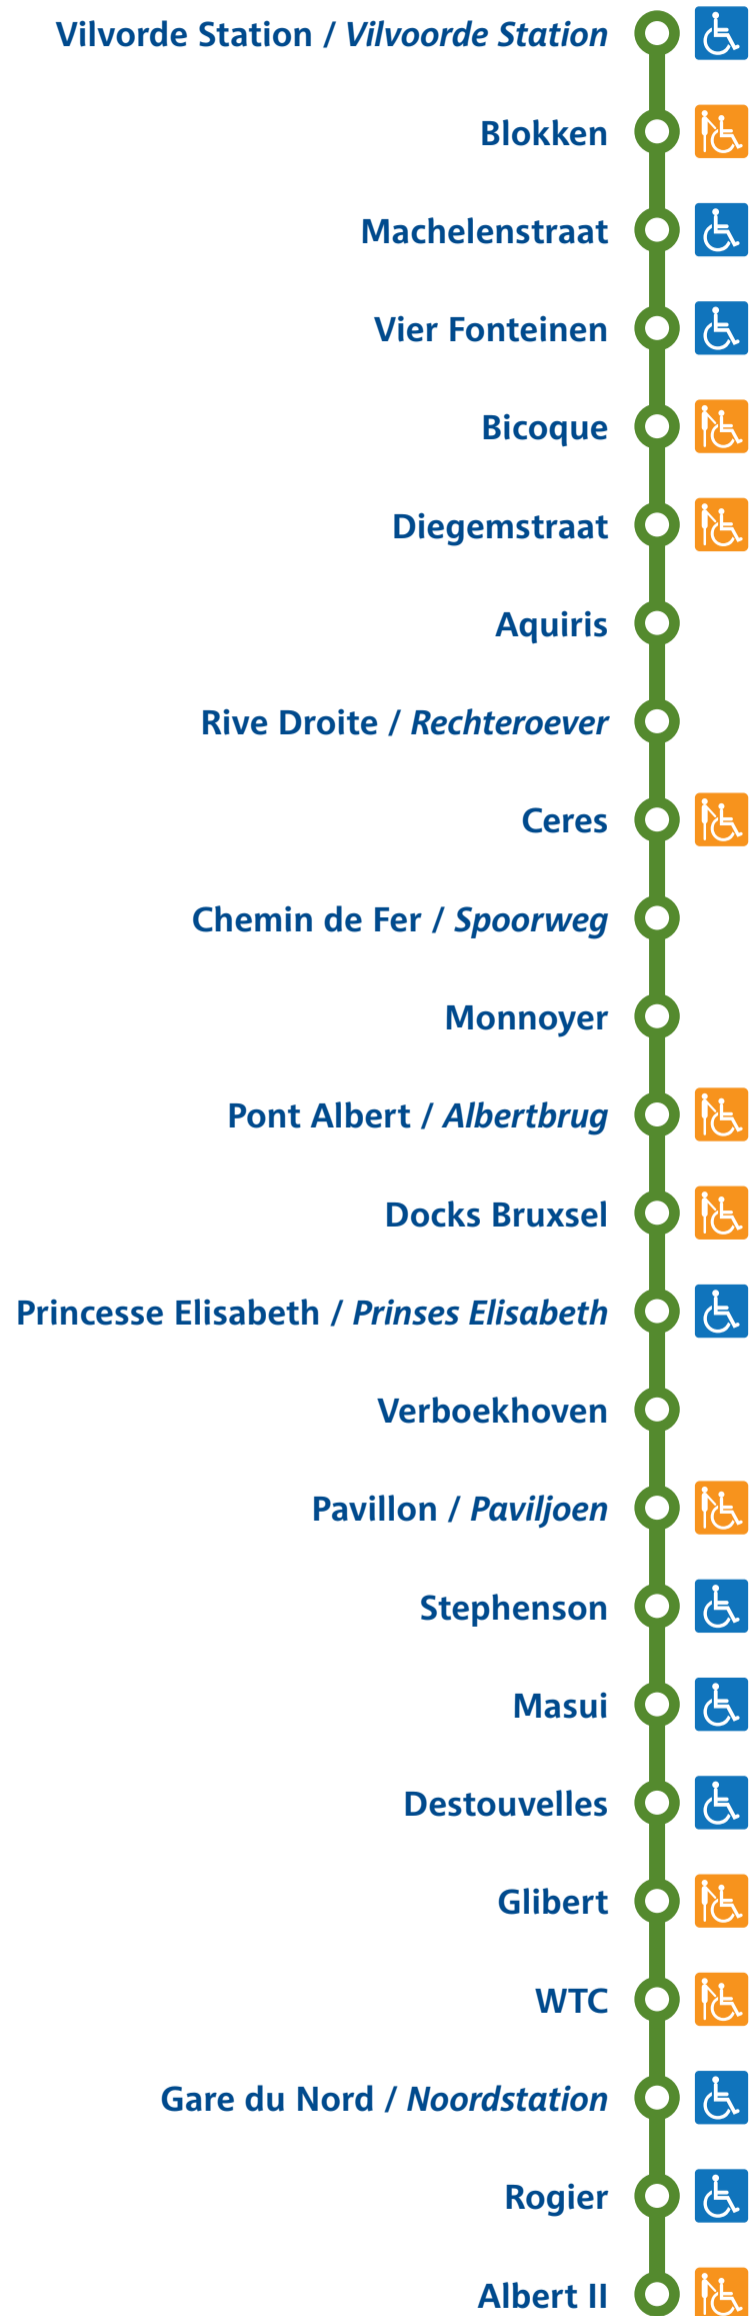 Vilvorde Station / Vilvoorde Station
Blokken
Machelenstraat
Vier Fonteinen
Bicoque
Diegemstraat
Aquiris
Rive Droite / Rechteroever
Ceres
Chemin de Fer / Spoorweg
Monnoyer
Pont Albert / Albertbrug
Docks Bruxsel
Princesse Elisabeth / Prinses Elisabeth
Verboekhoven
Pavillon / Paviljoen
Stephenson
Masui
Destouvelles
Glibert
WTC
Gare du Nord / Noordstation
Rogier
Albert II